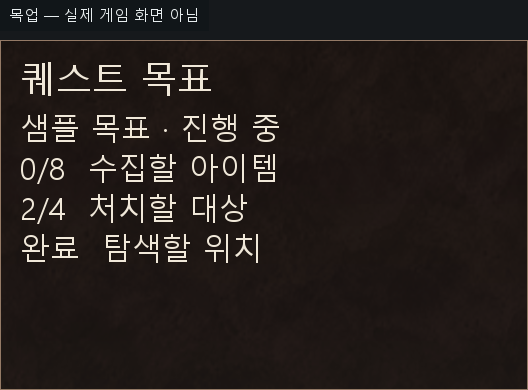 목업 — 실제 게임 화면 아님
퀘스트 목표
샘플 목표 · 진행 중
0/8 수집할 아이템
2/4 처치할 대상
완료 탐색할 위치